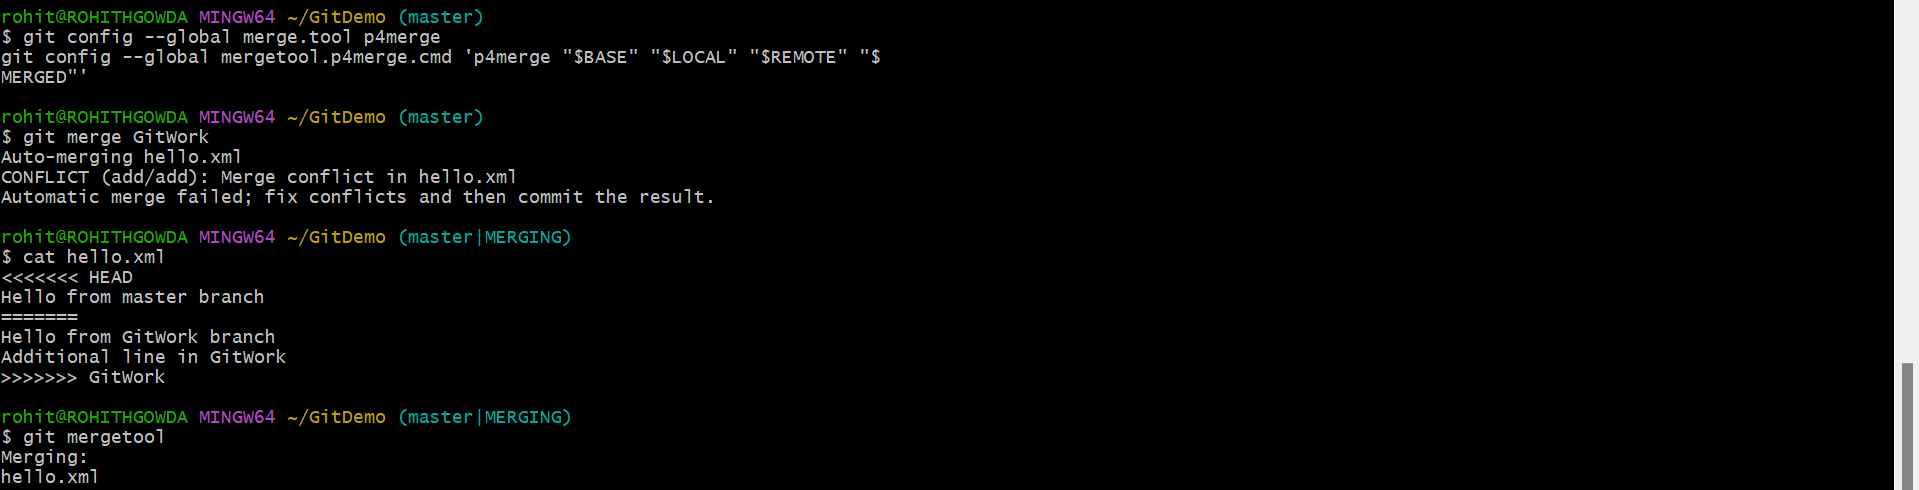 rohit@ROHITHGOWDA MINGW64 ~/GitDemo (master)
$ git config --global merge.tool p4merge
git config --global mergetool.p4merge.cmd 'p4merge "$BASE" "$LOCAL" "$REMOTE" "$
MERGED"'
rohit@ROHITHGOWDA MINGW64 ~/GitDemo (master)
$ git merge GitWork
Auto-merging hello.xml
CONFLICT (add/add): Merge conflict in hello.xml
Automatic merge failed; fix conflicts and then commit the result.
rohit@ROHITHGOWDA MINGW64 ~/GitDemo (master|MERGING)
$ cat hello.xml
<<<<<<< HEAD
Hello from master branch
=======
Hello from GitWork branch
Additional line in GitWork
>>>>>>> GitWork
rohit@ROHITHGOWDA MINGW64 ~/GitDemo (master|MERGING)
$ git mergetool
Merging:
hello.xml